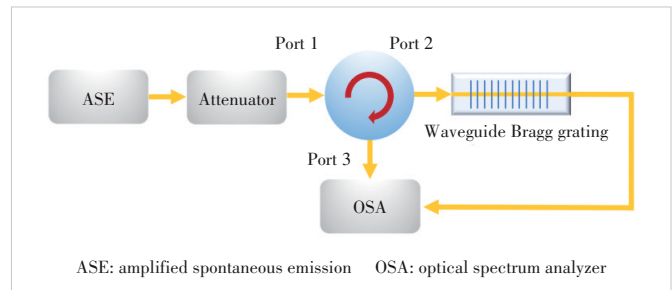 Port 1
Port 2
ASE
Attenuator
Waveguide Bragg grating
Port 3
OSA
ASE: amplified spontaneous emission OSA: optical spectrum analyzer